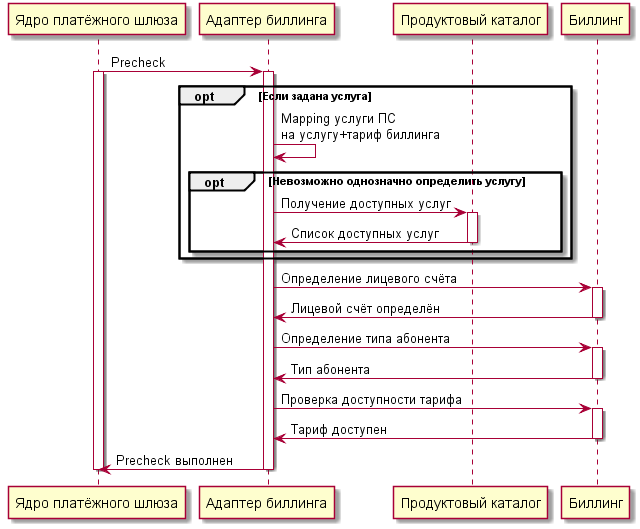 Ядро платёжного шлюза
Адаптер биллинга
Продуктовый каталог
Биллинг
Precheck
opt
[Если задана услуга]
Mapping услуги ПС
на услугу+тариф биллинга
opt
[Невозможно однозначно определить услугу]
Получение доступных услуг
Список доступных услуг
Определение лицевого счёта
Лицевой счёт определён
Определение типа абонента
Тип абонента
Проверка доступности тарифа
Тариф доступен
Precheck выполнен
Ядро платёжного шлюза
Адаптер биллинга
Продуктовый каталог
Биллинг